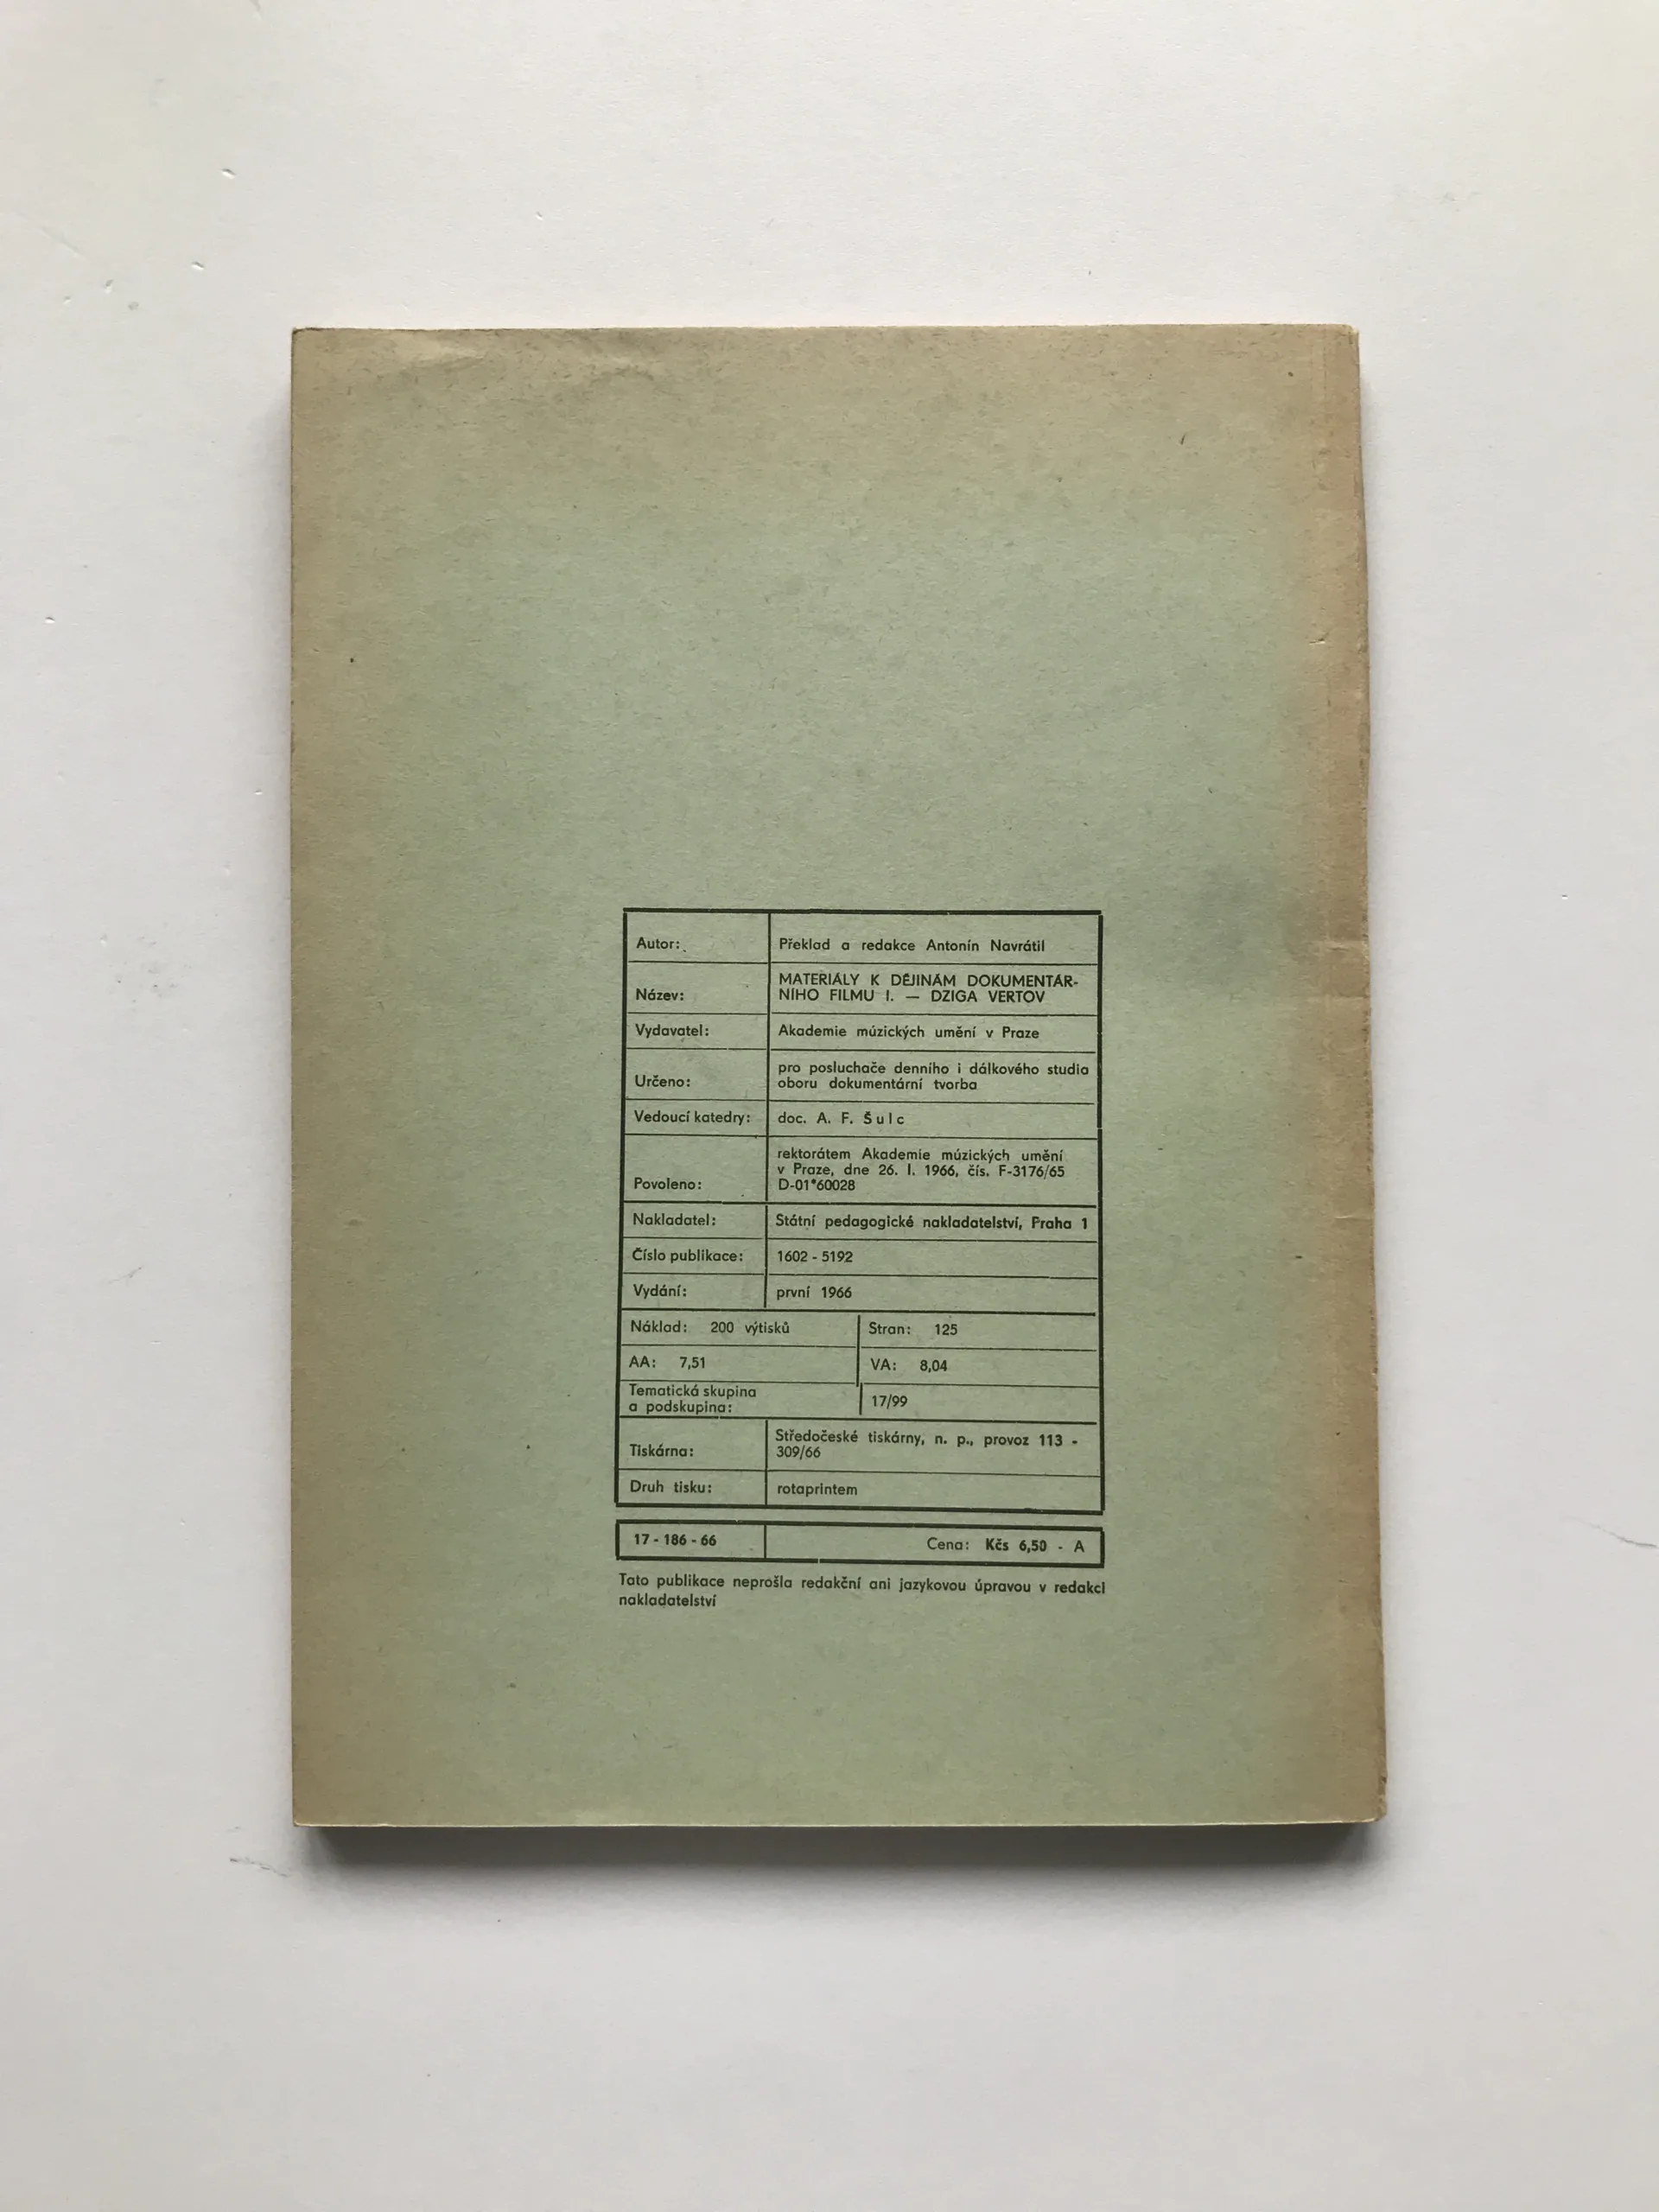 Autor: Překlad a redakce Antonín Navrátil
MATERIÁLY K DĚJINÁM DOKUMENTÁR-
Název: NÍHO FILMU I. — DZIGA VERTOV
Vydavatel: Akademie múzických umění v Praze
pro posluchače denního i dálkového studia
Určeno: oboru dokumentární tvorba
Vedoucí katedry: doc. A. F. Šulc
rektorátem Akademie múzických umění
v Praze, dne 26. I. 1966, čís. F-3176/65
Povoleno: D-01*60028
Nakladatel: Státní pedagogické nakladatelství, Praha 1
Číslo publikace: 1602 - 5192
Vydání: první 1966
Náklad: 200 výtisků Stran: 125
AA: 7,51 VA: 8,04
Tematická skupina
a podskupina: 17/99
Středočeské tiskárny, n. p., provoz 113 -
Tiskárna: 309/66
Druh tisku: rotaprintem
17 - 186 - 66 Cena: Kčs 6,50 - A
Tato publikace neprošla redakční ani jazykovou úpravou v redakci
nakladatelství